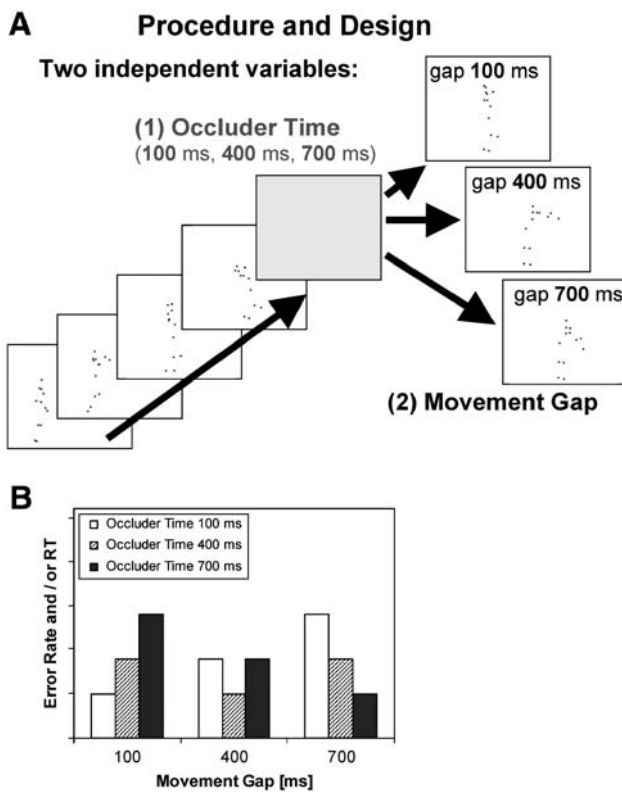 A
Procedure and Design
Two independent variables:
(1) Occluder Time
(100 ms, 400 ms, 700 ms)
gap 100 ms
gap 400 ms
gap 700 ms
(2) Movement Gap
B
Occluder Time 100 ms
Occluder Time 400 ms
Occluder Time 700 ms
Error Rate and / or RT
100 400 700
Movement Gap [ms]